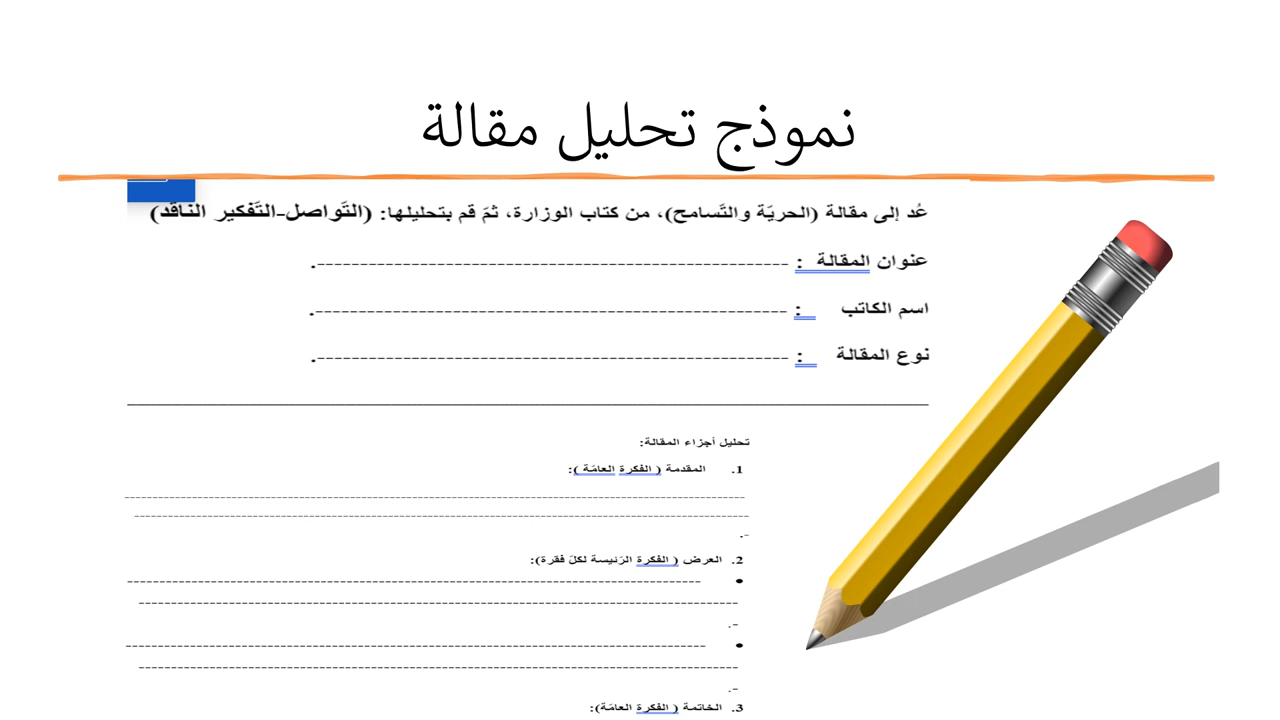 نموذج تحليل مقالة
عُد إلى مقالة (الحريّة والتّسامح)، من كتاب الوزارة، ثمّ قم بتحليلها: (التّواصل-التّفكير الناقد)
عنوان المقالة : ------------------------------------------------------.
اسم الكاتب : ------------------------------------------------------.
نوع المقالة : ------------------------------------------------------.
تحليل أجزاء المقالة:
1. المقدمة ( الفكرة العامّة ):
2. العرض ( الفكرة الرّئيسة لكلّ فقرة):
3. الخاتمة ( الفكرة العامّة):